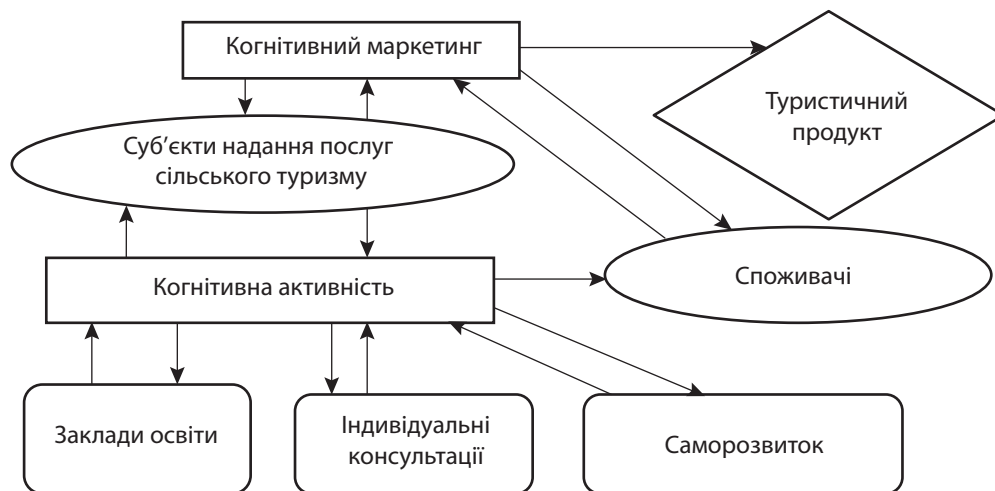 Когнітивний маркетинг
Туристичний
продукт
Суб’єкти надання послуг
сільського туризму
Когнітивна активність
Споживачі
Заклади освіти
Індивідуальні
консультації
Саморозвиток